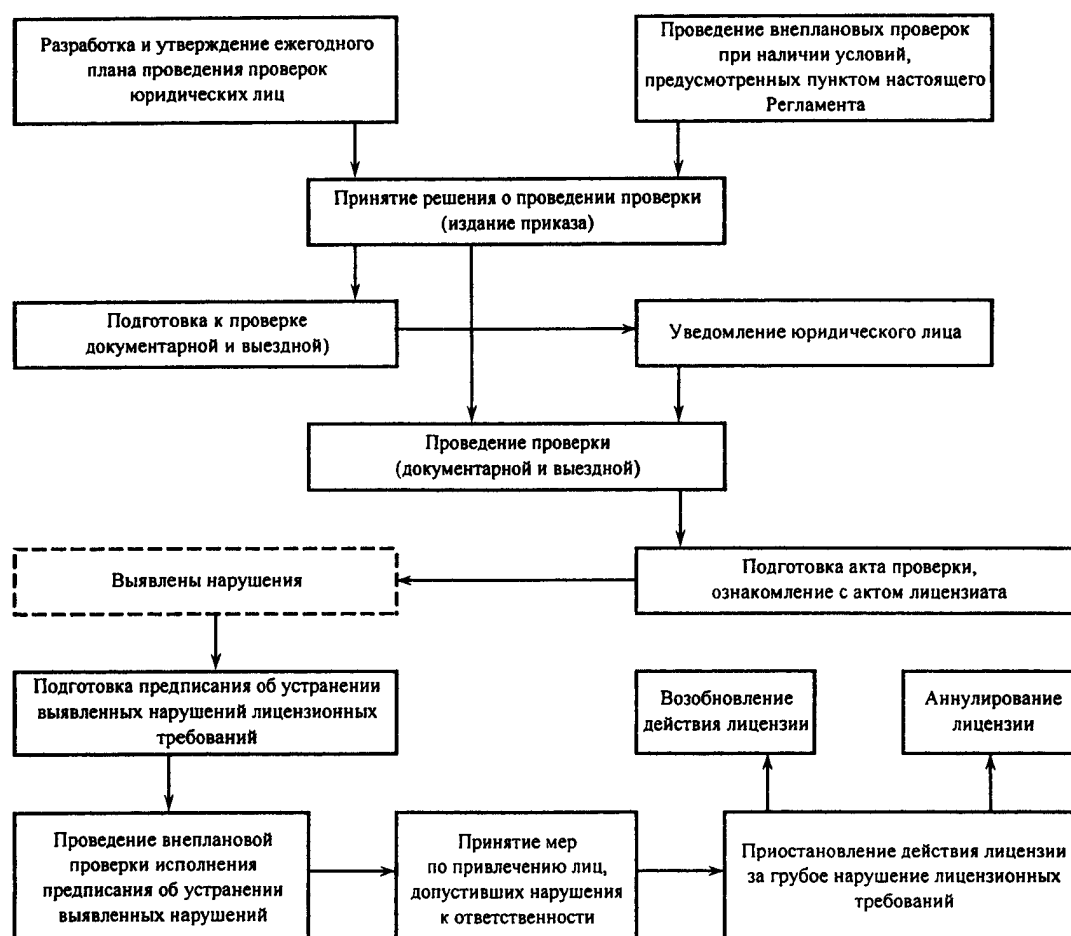 Разработка и утверждение ежегодного
плана проведения проверок
юридических лиц
Проведение внеплановых проверок
при наличии условий,
предусмотренных пунктом настоящего
Регламента
Принятие решения о проведении проверки
(издание приказа)
Подготовка к проверке
документарной и выездной)
Уведомление юридического лица
Проведение проверки
(документарной и выездной)
Выявлены нарушения
Подготовка акта проверки,
ознакомление с актом лицензиата
Подготовка предписания об устранении
выявленных нарушений лицензионных
требований
Возобновление
действия лицензии
Аннулирование
лицензии
Проведение внеплановой
проверки исполнения
предписания об устранении
выявленных нарушений
Принятие мер
по привлечению лиц,
допустивших нарушения
к ответственности
Приостановление действия лицензии
за грубое нарушение лицензионных
требований